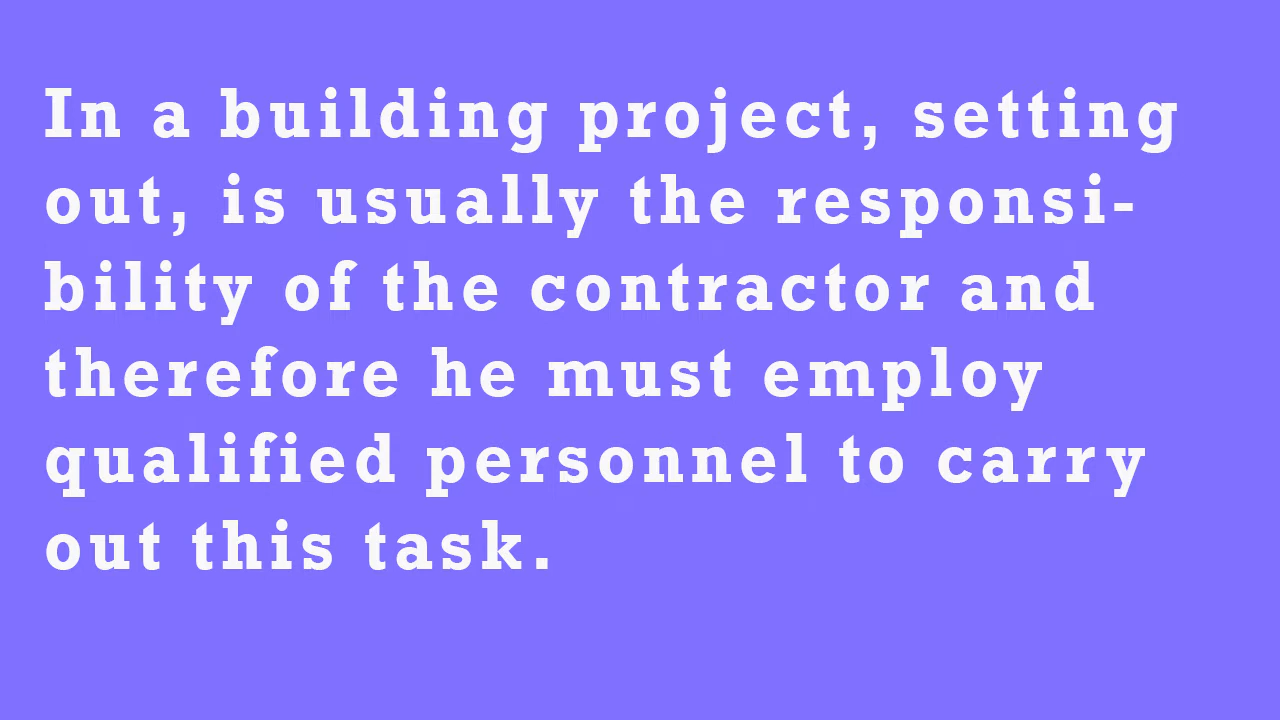 In a building project, setting
out, is usually the responsi-
bility of the contractor and
therefore he must employ
qualified personnel to carry
out this task.